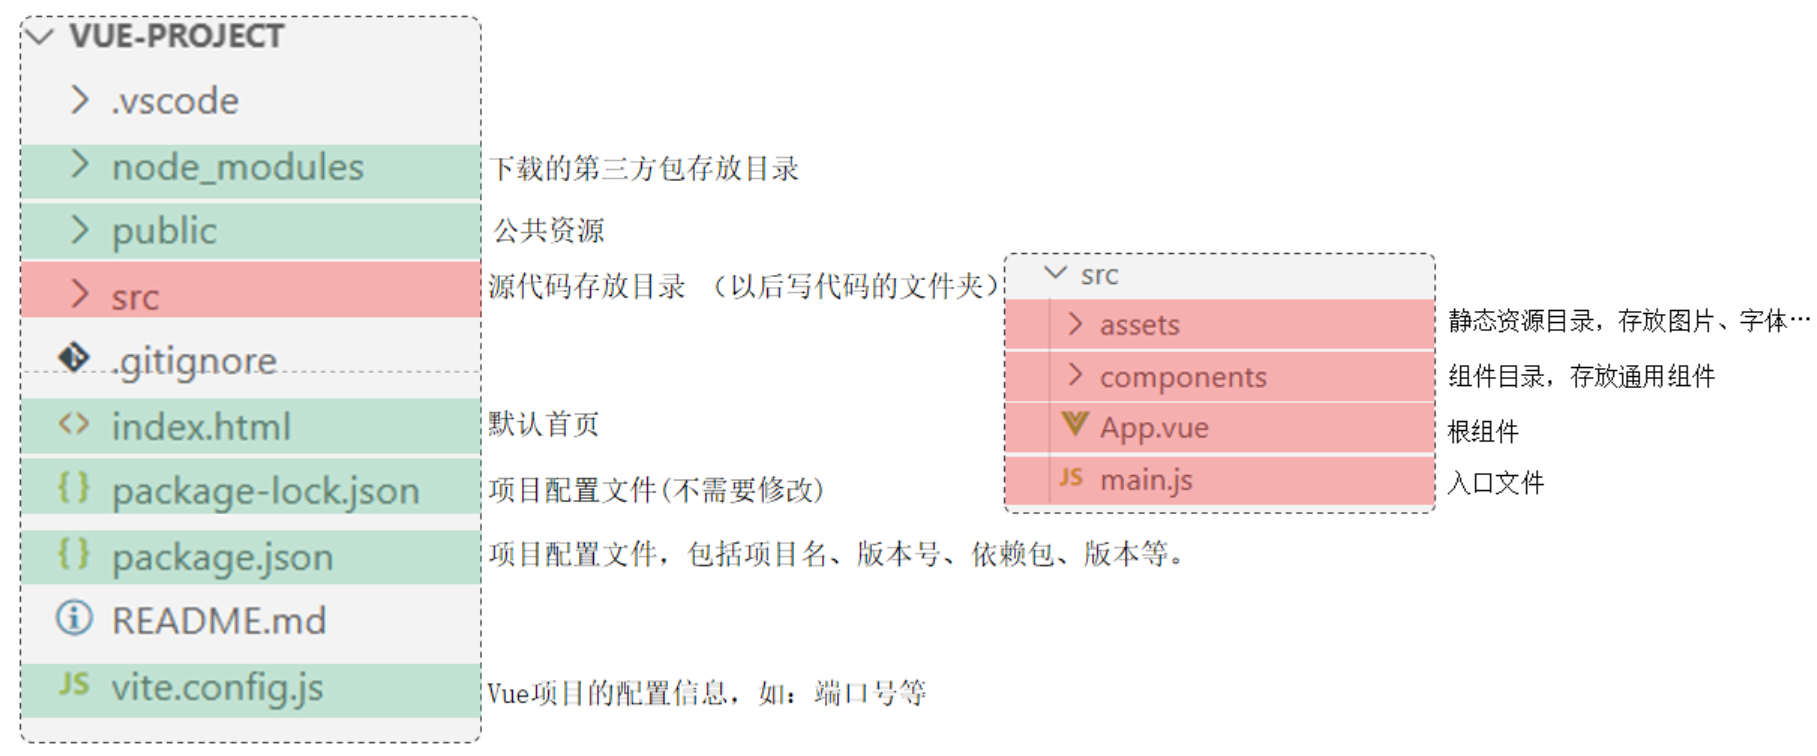 VUE-PROJECT
.vscode
node_modules 下载的第三方包存放目录
public 公共资源
src 源代码存放目录 （以后写代码的文件夹）
.gitignore
index.html 默认首页
package-lock.json 项目配置文件(不需要修改)
package.json 项目配置文件，包括项目名、版本号、依赖包、版本等。
README.md
JS vite.config.js Vue项目的配置信息，如：端口号等
src
assets 静态资源目录，存放图片、字体…
components 组件目录，存放通用组件
App.vue 根组件
JS main.js 入口文件